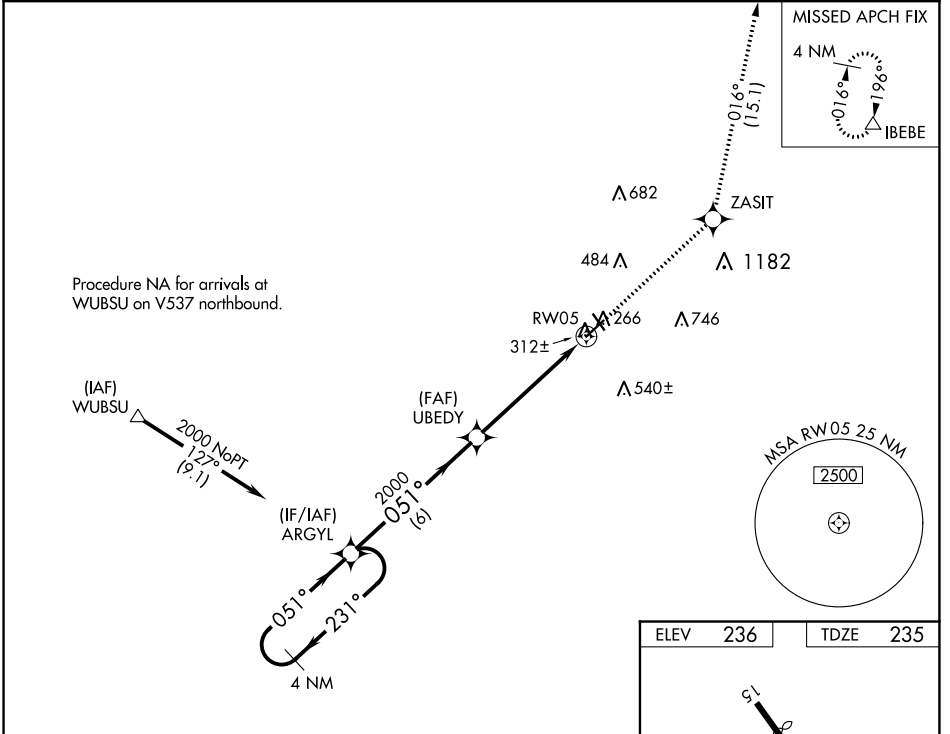 MISSED APCH FIX
4 NM
016°
196°
IBEBE
016°
(15.1)
682
ZASIT
484
1182
Procedure NA for arrivals at
WUBSU on V537 northbound.
RW05
266
746
312±
540±
(IAF)
WUBSU
2000 NoPT
127°
(9.1)
(FAF)
UBEDY
2000
051°
(6)
(IF/IAF)
ARGYL
051°
231°
4 NM
MSA RW05 25 NM
2500
ELEV 236
TDZE 235
15